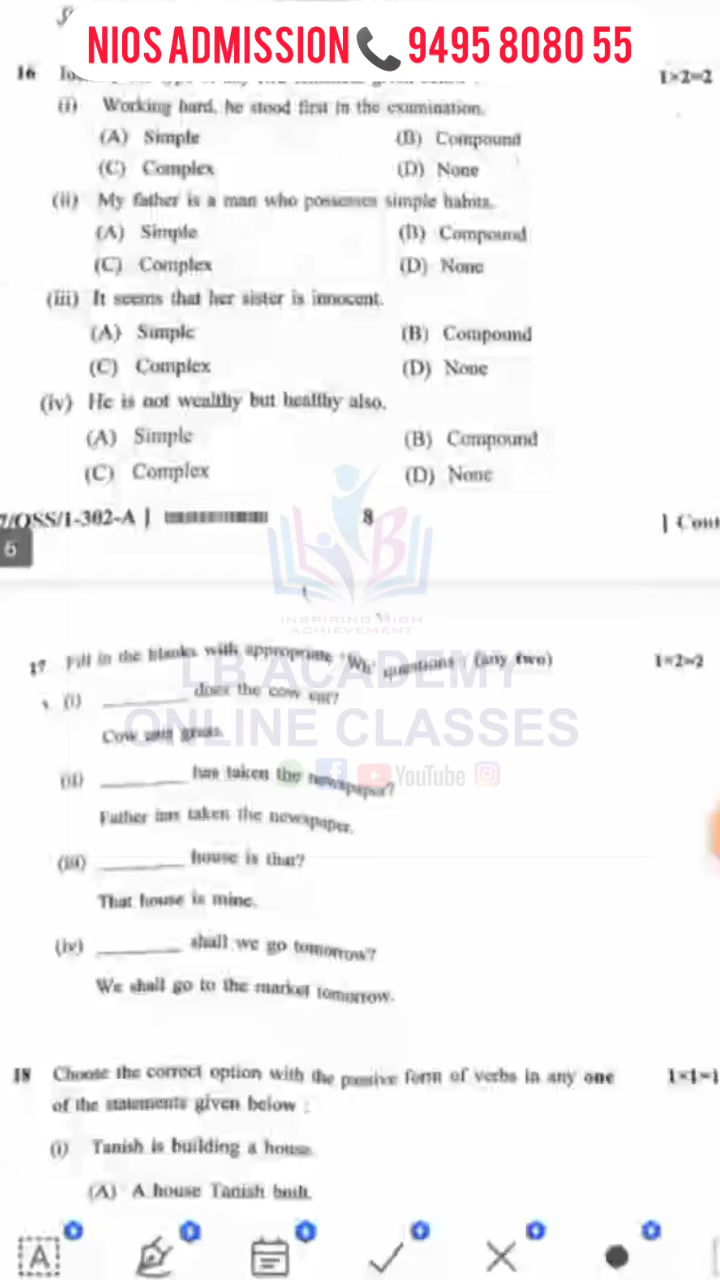 NIOS ADMISSION 📞 9495 8080 55
16 1×2=2
(i) Working hard, he stood first in the examination.
(A) Simple (B) Compound
(C) Complex (D) None
(ii) My father is a man who possesses simple habits.
(A) Simple (B) Compound
(C) Complex (D) None
(iii) It seems that her sister is innocent.
(A) Simple (B) Compound
(C) Complex (D) None
(iv) He is not wealthy but healthy also.
(A) Simple (B) Compound
(C) Complex (D) None
7/OSS/1-302-A ] 8 [ Cont
6
INSPIRING HIGH
ACHIEVEMENT
LB ACADEMY
ONLINE CLASSES
YouTube
17 Fill in the blanks with appropriate 'Wh' questions : (any two) 1×2=2
(i) ________ does the cow eat?
Cow eats grass.
(ii) ________ has taken the newspaper?
Father has taken the newspaper.
(iii) ________ house is that?
That house is mine.
(iv) ________ shall we go tomorrow?
We shall go to the market tomorrow.
18 Choose the correct option with the passive form of verbs in any one 1×1=1
of the statements given below :
(i) Tanish is building a house.
(A) A house Tanish built.
A